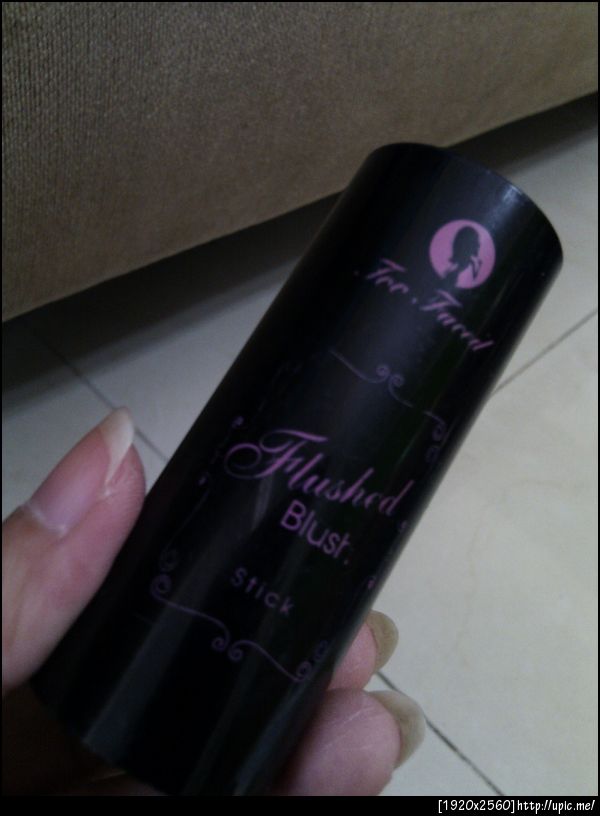 Too Faced
Flushed
Blush
Stick
[1920x2560]http://upic.me/